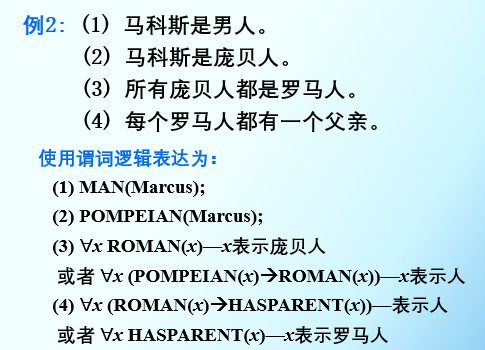 例2：(1) 马科斯是男人。
(2) 马科斯是庞贝人。
(3) 所有庞贝人都是罗马人。
(4) 每个罗马人都有一个父亲。
使用谓词逻辑表达为：
(1) MAN(Marcus);
(2) POMPEIAN(Marcus);
(3) ∀x ROMAN(x)—x表示庞贝人
或者 ∀x (POMPEIAN(x)→ROMAN(x))—x表示人
(4) ∀x (ROMAN(x)→HASPARENT(x))—表示人
或者 ∀x HASPARENT(x)—x表示罗马人